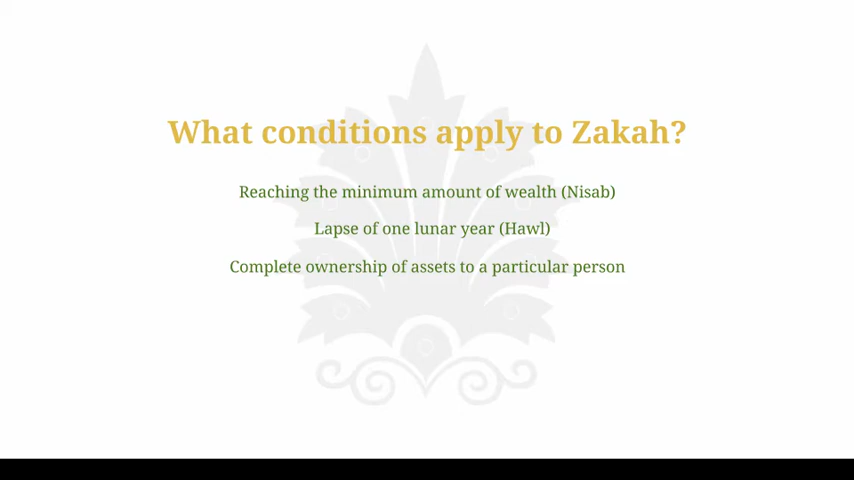 What conditions apply to Zakah?
Reaching the minimum amount of wealth (Nisab)
Lapse of one lunar year (Hawl)
Complete ownership of assets to a particular person